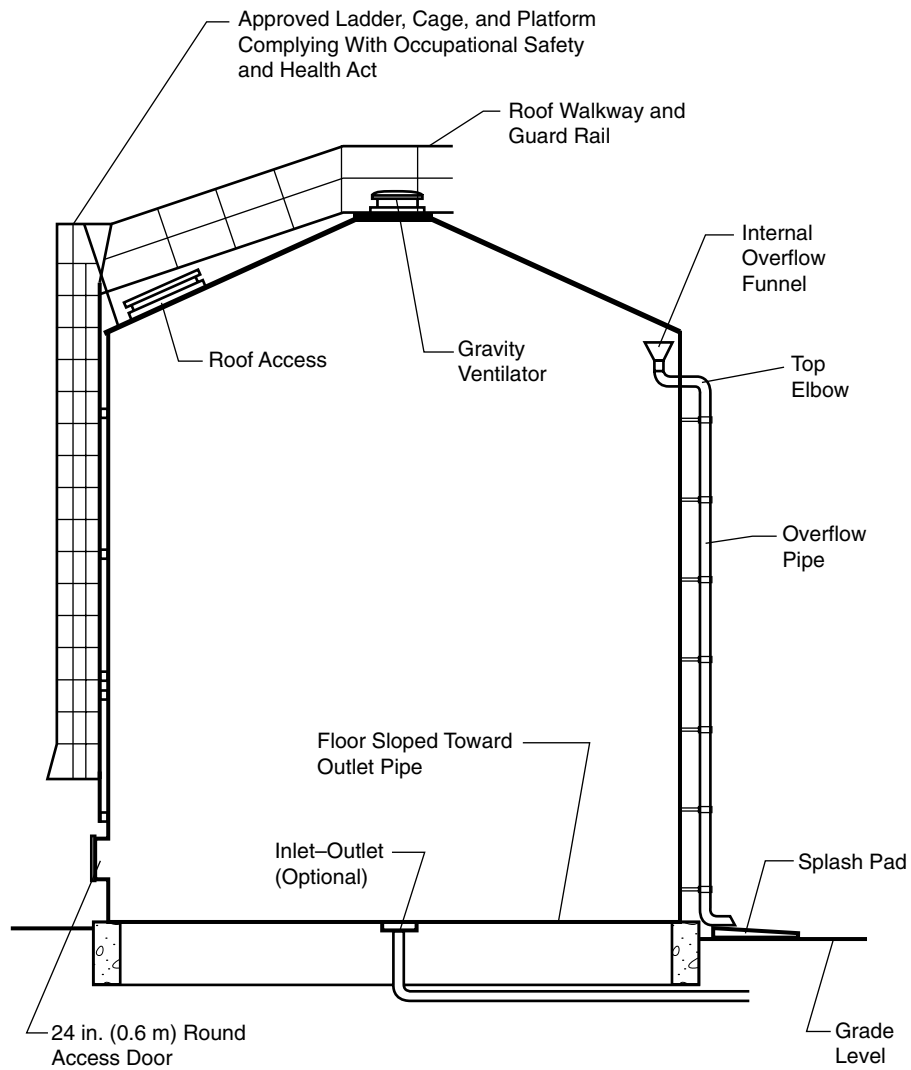 Approved Ladder, Cage, and Platform
Complying With Occupational Safety
and Health Act
Roof Walkway and
Guard Rail
Internal
Overflow
Funnel
Roof Access
Gravity
Ventilator
Top
Elbow
Overflow
Pipe
Floor Sloped Toward
Outlet Pipe
Inlet–Outlet
(Optional)
Splash Pad
24 in. (0.6 m) Round
Access Door
Grade
Level